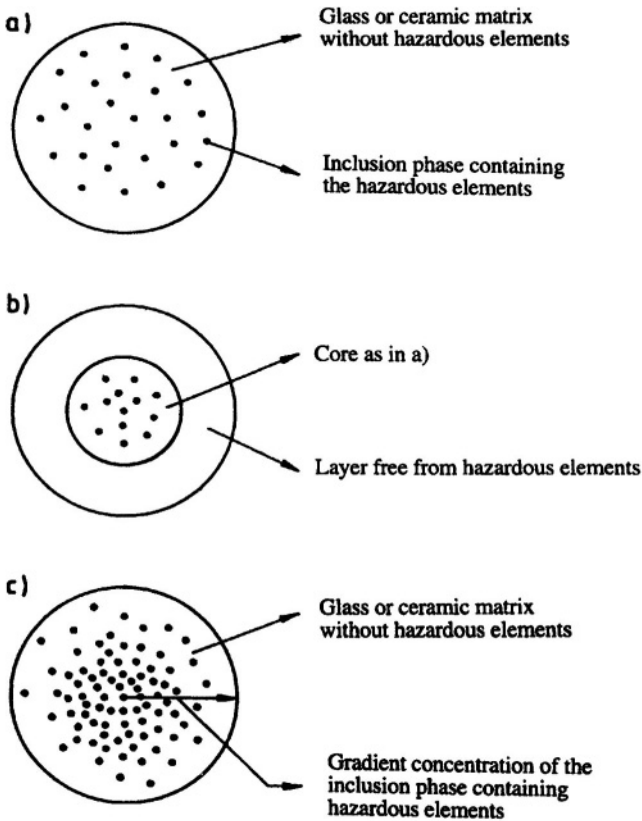 a)
Glass or ceramic matrix
without hazardous elements
Inclusion phase containing
the hazardous elements
b)
Core as in a)
Layer free from hazardous elements
c)
Glass or ceramic matrix
without hazardous elements
Gradient concentration of the
inclusion phase containing
hazardous elements